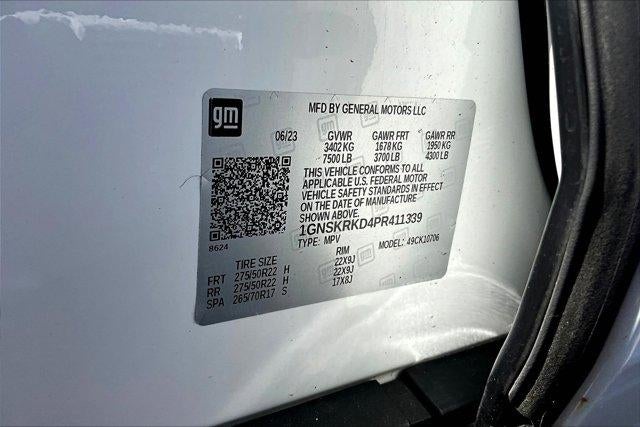 gm
MFD BY GENERAL MOTORS LLC
06/23 GVWR GAWR FRT GAWR RR
3402 KG 1678 KG 1950 KG
7500 LB 3700 LB 4300 LB
THIS VEHICLE CONFORMS TO ALL
APPLICABLE U.S. FEDERAL MOTOR
VEHICLE SAFETY STANDARDS IN EFFECT
ON THE DATE OF MANUFACTURE
SHOWN ABOVE.
1GNSKRKD4PR411339
8624
TYPE: MPV MODEL: 49CK10706
TIRE SIZE RIM
FRT 275/50R22 H 22X9J
RR 275/50R22 H 22X9J
SPA 265/70R17 S 17X8J